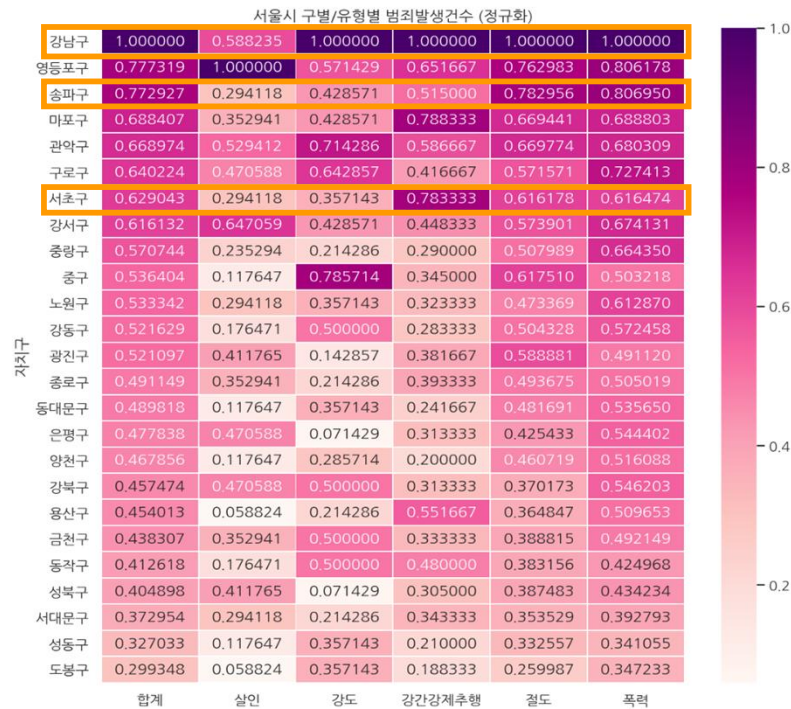 서울시 구별/유형별 범죄발생건수 (정규화)
강남구 1.000000 0.588235 1.000000 1.000000 1.000000 1.000000
영등포구 0.777319 1.000000 0.571429 0.651667 0.762983 0.806178
송파구 0.772927 0.294118 0.428571 0.515000 0.782956 0.806950
마포구 0.688407 0.352941 0.428571 0.788333 0.669441 0.688803
관악구 0.668974 0.529412 0.714286 0.586667 0.669774 0.680309
구로구 0.640224 0.470588 0.642857 0.416667 0.571571 0.727413
서초구 0.629043 0.294118 0.357143 0.783333 0.616178 0.616474
강서구 0.616132 0.647059 0.428571 0.448333 0.573901 0.674131
중랑구 0.570744 0.235294 0.214286 0.290000 0.507989 0.664350
중구 0.536404 0.117647 0.785714 0.345000 0.617510 0.503218
노원구 0.533342 0.294118 0.357143 0.323333 0.473369 0.612870
강동구 0.521629 0.176471 0.500000 0.283333 0.504328 0.572458
광진구 0.521097 0.411765 0.142857 0.381667 0.588881 0.491120
종로구 0.491149 0.352941 0.214286 0.393333 0.493675 0.505019
동대문구 0.489818 0.117647 0.357143 0.241667 0.481691 0.535650
은평구 0.477838 0.470588 0.071429 0.313333 0.425433 0.544402
양천구 0.467856 0.117647 0.285714 0.200000 0.460719 0.516088
강북구 0.457474 0.470588 0.500000 0.313333 0.370173 0.546203
용산구 0.454013 0.058824 0.214286 0.551667 0.364847 0.509653
금천구 0.438307 0.352941 0.500000 0.333333 0.388815 0.492149
동작구 0.412618 0.176471 0.500000 0.480000 0.383156 0.424968
성북구 0.404898 0.411765 0.071429 0.305000 0.387483 0.434234
서대문구 0.372954 0.294118 0.214286 0.343333 0.353529 0.392793
성동구 0.327033 0.117647 0.357143 0.210000 0.332557 0.341055
도봉구 0.299348 0.058824 0.357143 0.188333 0.259987 0.347233
합계 살인 강도 강간강제추행 절도 폭력
자치구
1.0
0.8
0.6
0.4
0.2